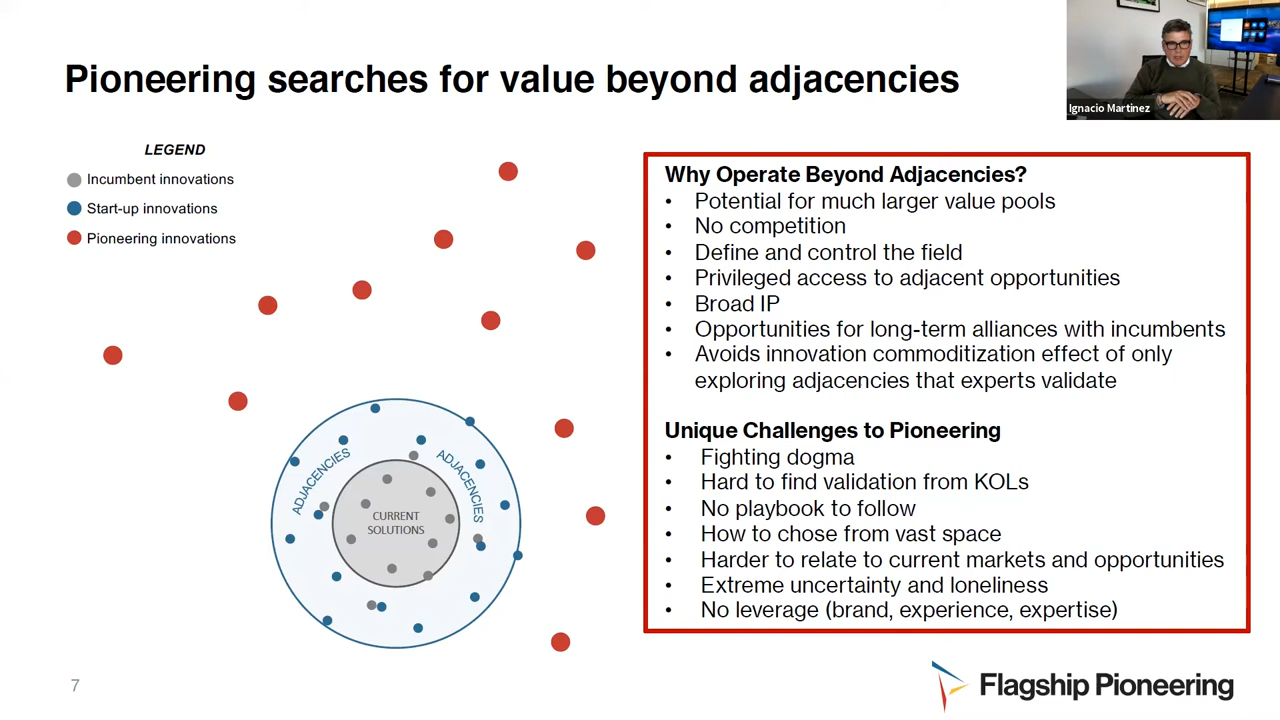 Pioneering searches for value beyond adjacencies
Ignacio Martinez
LEGEND
Incumbent innovations
Start-up innovations
Pioneering innovations
ADJACENCIES
ADJACENCIES
CURRENT
SOLUTIONS
Why Operate Beyond Adjacencies?
• Potential for much larger value pools
• No competition
• Define and control the field
• Privileged access to adjacent opportunities
• Broad IP
• Opportunities for long-term alliances with incumbents
• Avoids innovation commoditization effect of only
exploring adjacencies that experts validate
Unique Challenges to Pioneering
• Fighting dogma
• Hard to find validation from KOLs
• No playbook to follow
• How to chose from vast space
• Harder to relate to current markets and opportunities
• Extreme uncertainty and loneliness
• No leverage (brand, experience, expertise)
7
Flagship Pioneering